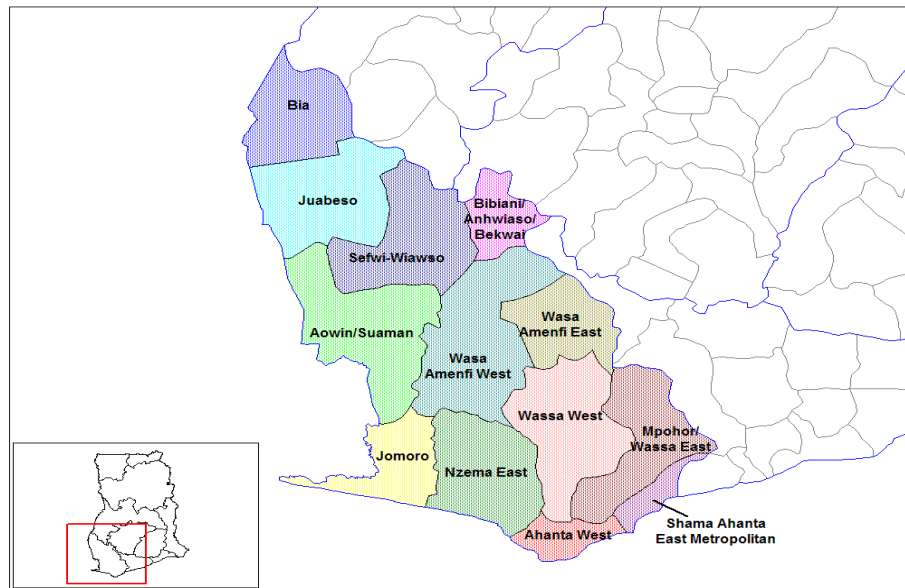 Bia
Juabeso
Bibiani/
Anhwiaso/
Bekwai
Sefwi-Wiawso
Aowin/Suaman
Wasa
Amenfi East
Wasa
Amenfi West
Wassa West
Mpohor/
Wassa East
Jomoro
Nzema East
Shama Ahanta
East Metropolitan
Ahanta West